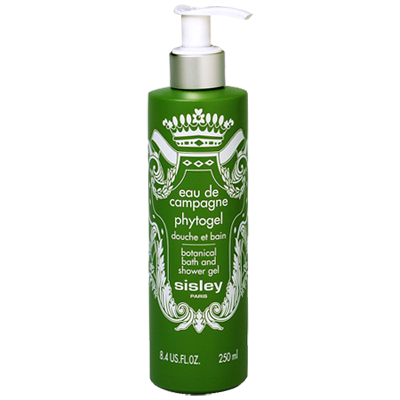 eau de
campagne
phytogel
douche et bain
botanical
bath and
shower gel
sisley
PARIS
8.4 US.FL.OZ. 250 ml